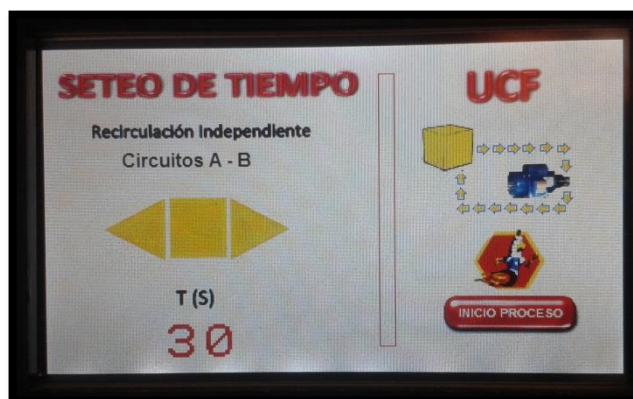 SETEO DE TIEMPO
Recirculación Independiente
Circuitos A - B
T (S)
30
UCF
INICIO PROCESO